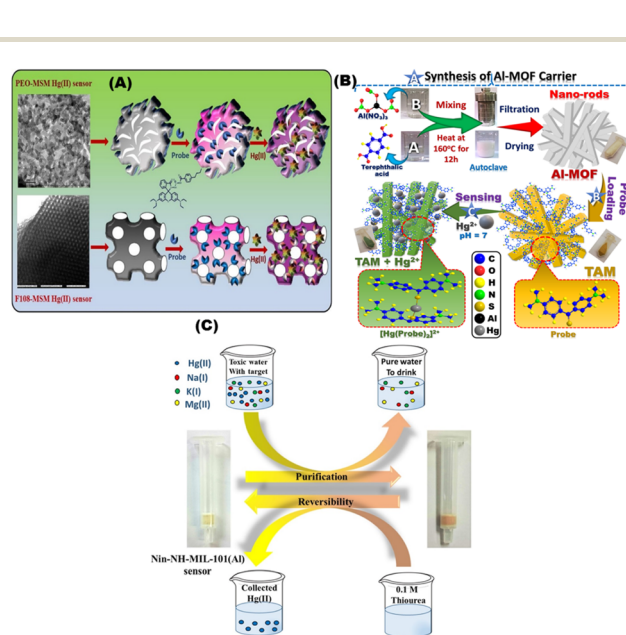 (A)
PEO-MSM Hg(II) sensor
Probe
Hg(II)
Probe
Hg(II)
F108-MSM Hg(II) sensor
(B)
A
Synthesis of Al-MOF Carrier
Al(NO₃)₃
B
Mixing
Filtration
Nano-rods
A
Heat at
160°C for
12h
Drying
Terephthalic
acid
Autoclave
Al-MOF
B
Probe
Loading
Sensing
Hg²⁺
pH = 7
TAM + Hg²⁺
TAM
C
O
H
N
S
Al
Hg
[Hg(Probe)₂]²⁺
Probe
(C)
Hg(II)
Na(I)
K(I)
Mg(II)
Toxic water
With target
Pure water
To drink
Purification
Reversibility
Nin-NH-MIL-101(Al)
sensor
Collected
Hg(II)
0.1 M
Thiourea